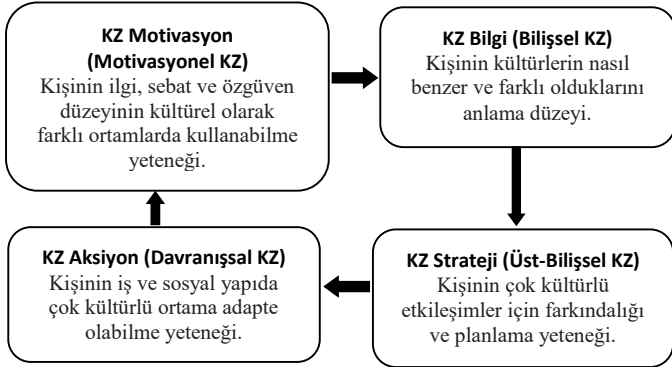 KZ Motivasyon
(Motivasyonel KZ)
Kişinin ilgi, sebat ve özgüven
düzeyinin kültürel olarak
farklı ortamlarda kullanabilme
yeteneği.
KZ Bilgi (Bilişsel KZ)
Kişinin kültürlerin nasıl
benzer ve farklı olduklarını
anlama düzeyi.
KZ Strateji (Üst-Bilişsel KZ)
Kişinin çok kültürlü
etkileşimler için farkındalığı
ve planlama yeteneği.
KZ Aksiyon (Davranışsal KZ)
Kişinin iş ve sosyal yapıda
çok kültürlü ortama adapte
olabilme yeteneği.